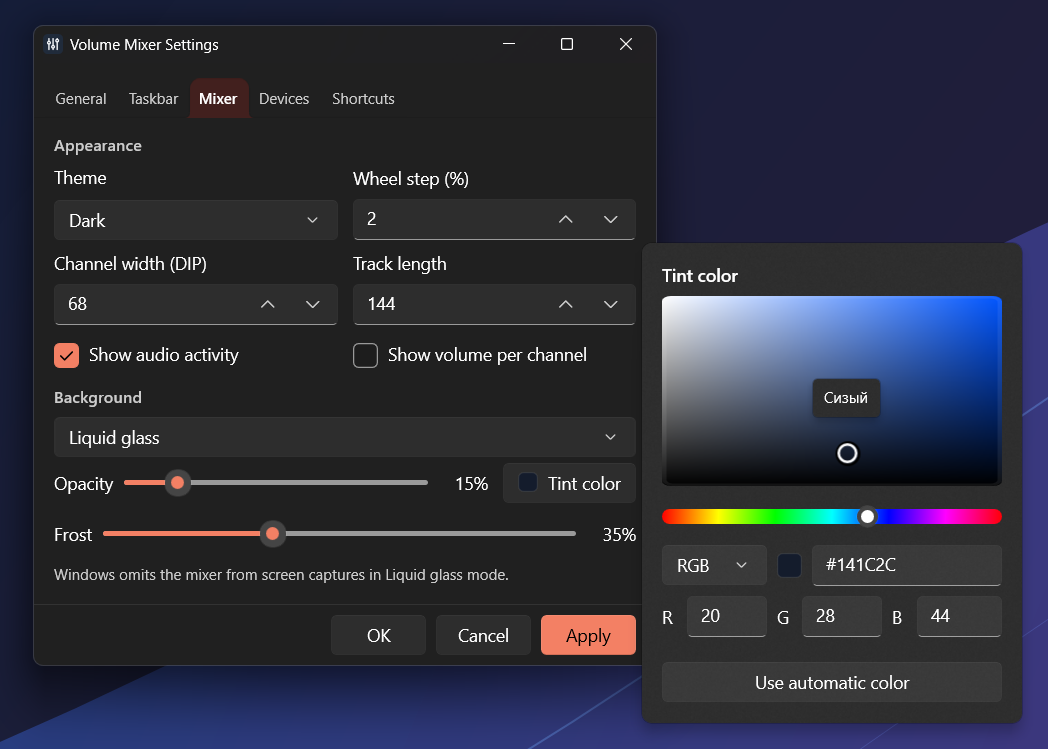 Volume Mixer Settings
General Taskbar Mixer Devices Shortcuts
Appearance
Theme
Wheel step (%)
Dark
2
Channel width (DIP)
Track length
68
144
Show audio activity
Show volume per channel
Background
Liquid glass
Opacity
15%
Tint color
Frost
35%
Windows omits the mixer from screen captures in Liquid glass mode.
OK
Cancel
Apply
Tint color
Сизый
RGB
#141C2C
R 20 G 28 B 44
Use automatic color